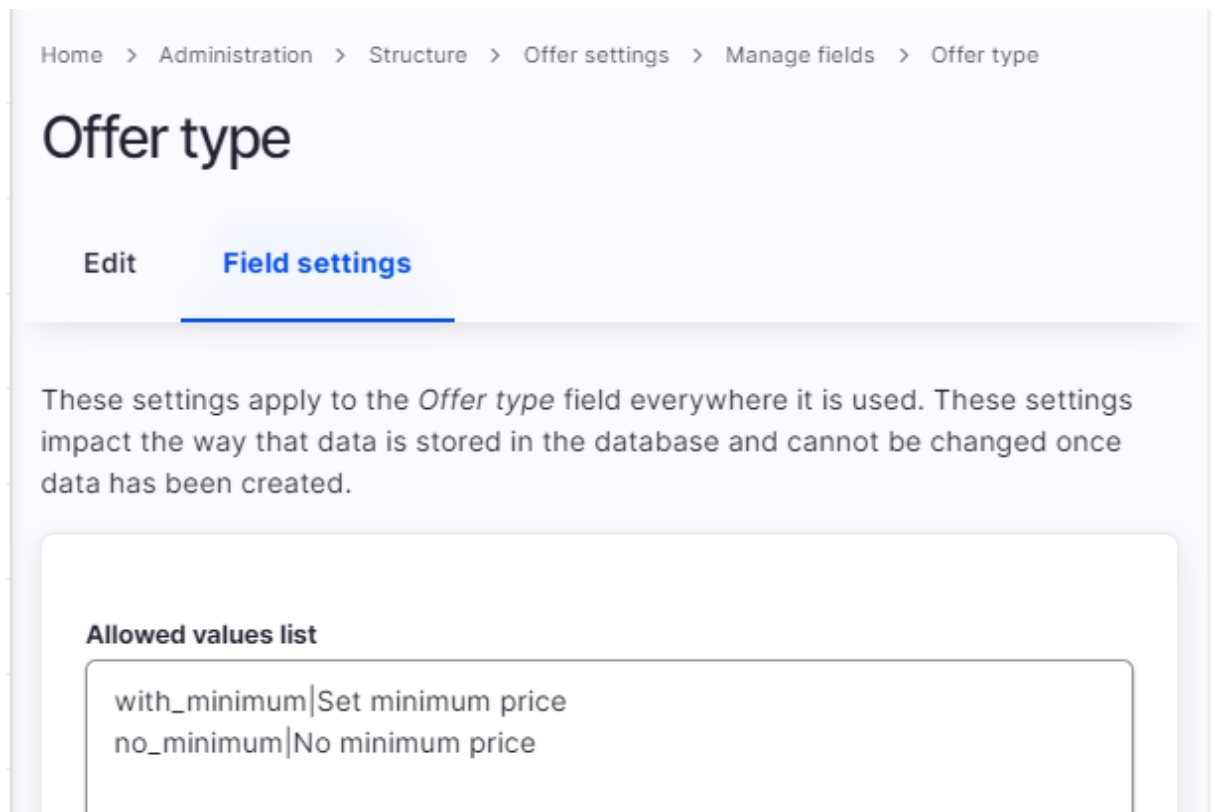 Home > Administration > Structure > Offer settings > Manage fields > Offer type
Offer type
Edit Field settings
These settings apply to the Offer type field everywhere it is used. These settings
impact the way that data is stored in the database and cannot be changed once
data has been created.
Allowed values list
with_minimum|Set minimum price
no_minimum|No minimum price